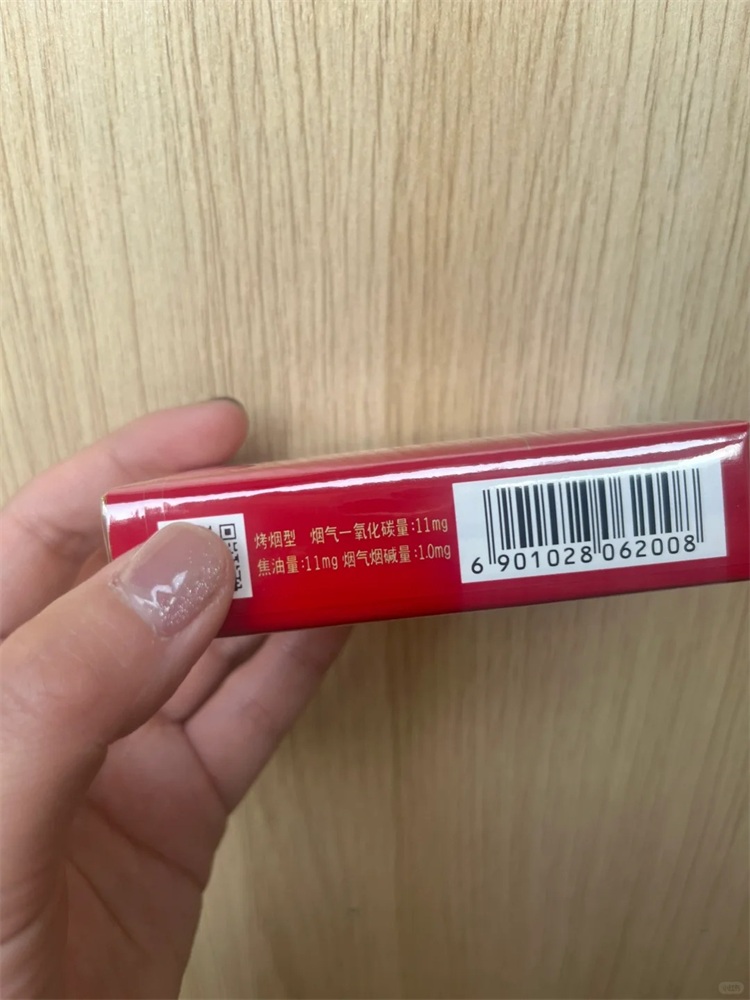 烤烟型 烟气一氧化碳量:11mg
焦油量:11mg 烟气烟碱量:1.0mg
6 901028 062008